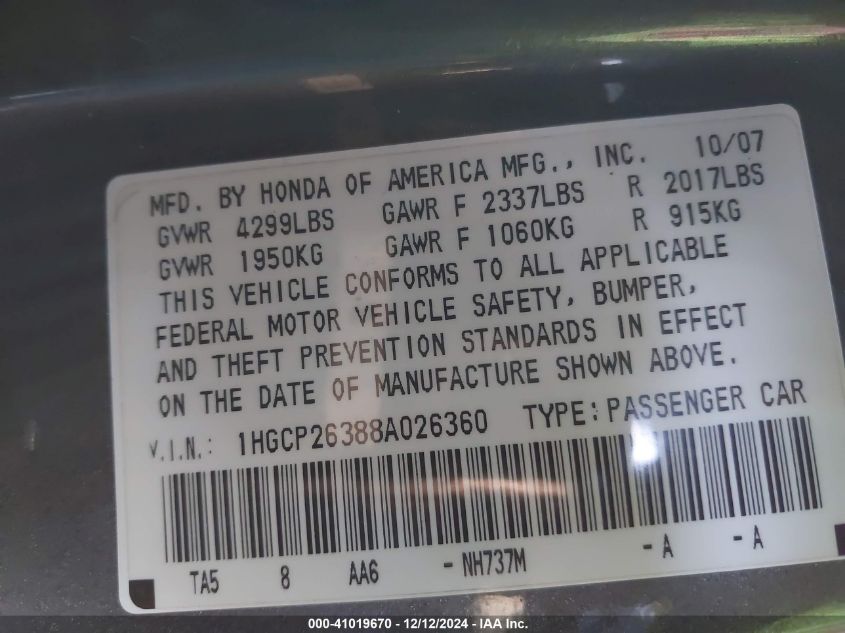 MFD. BY HONDA OF AMERICA MFG., INC. 10/07
GVWR 4299LBS GAWR F 2337LBS R 2017LBS
GVWR 1950KG GAWR F 1060KG R 915KG
THIS VEHICLE CONFORMS TO ALL APPLICABLE
FEDERAL MOTOR VEHICLE SAFETY, BUMPER,
AND THEFT PREVENTION STANDARDS IN EFFECT
ON THE DATE OF MANUFACTURE SHOWN ABOVE.
V.I.N.: 1HGCP26388A026360 TYPE:PASSENGER CAR
TA5 8 AA6 -NH737M -A -A
000-41019670 - 12/12/2024 - IAA Inc.